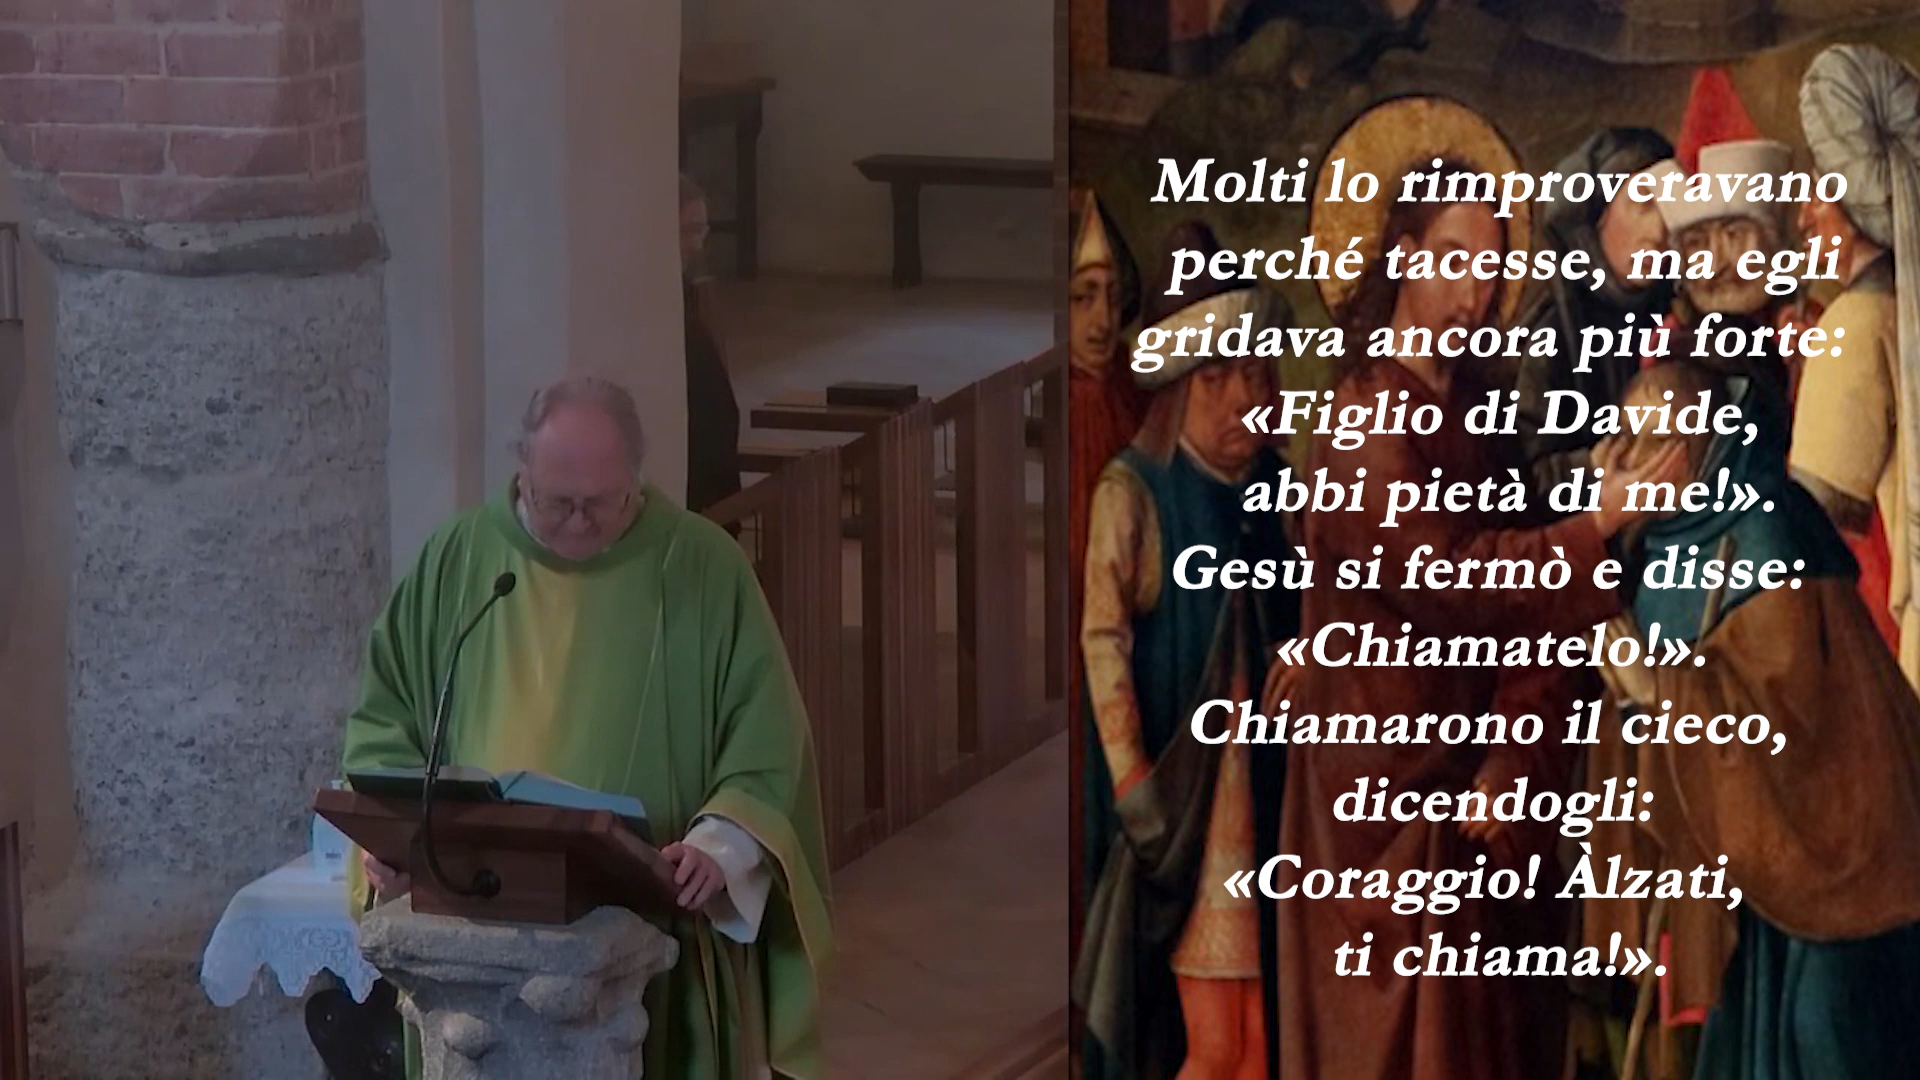 Molti lo rimproveravano
perché tacesse, ma egli
gridava ancora più forte:
«Figlio di Davide,
abbi pietà di me!».
Gesù si fermò e disse:
«Chiamatelo!».
Chiamarono il cieco,
dicendogli:
«Coraggio! Àlzati,
ti chiama!».